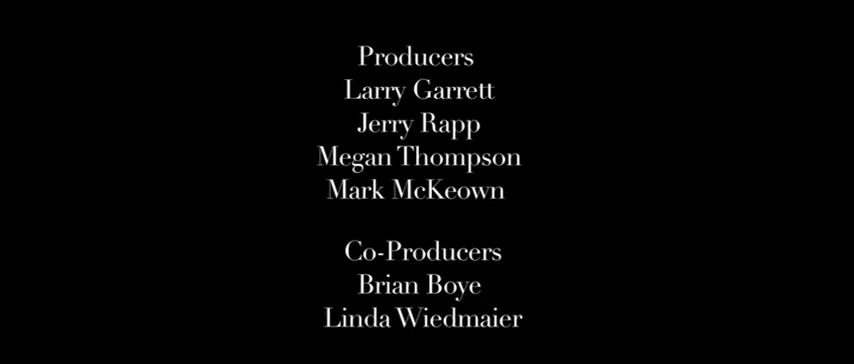 Producers
Larry Garrett
Jerry Rapp
Megan Thompson
Mark McKeown
Co-Producers
Brian Boye
Linda Wiedmaier